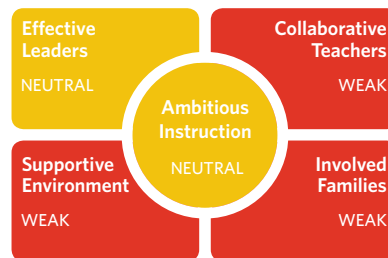 Effective
Leaders
NEUTRAL
Collaborative
Teachers
WEAK
Ambitious
Instruction
NEUTRAL
Supportive
Environment
WEAK
Involved
Families
WEAK